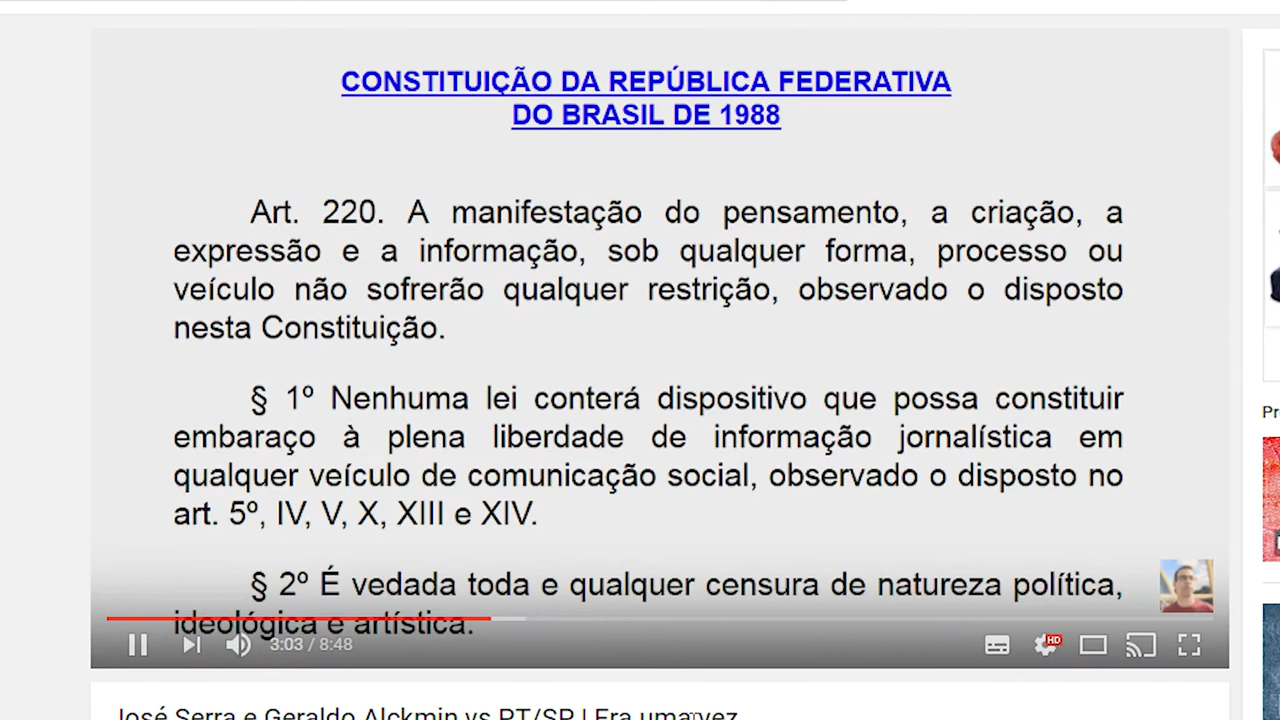 CONSTITUIÇÃO DA REPÚBLICA FEDERATIVA
DO BRASIL DE 1988
Art. 220. A manifestação do pensamento, a criação, a
expressão e a informação, sob qualquer forma, processo ou
veículo não sofrerão qualquer restrição, observado o disposto
nesta Constituição.
§ 1º Nenhuma lei conterá dispositivo que possa constituir
embaraço à plena liberdade de informação jornalística em
qualquer veículo de comunicação social, observado o disposto no
art. 5º, IV, V, X, XIII e XIV.
§ 2º É vedada toda e qualquer censura de natureza política,
ideológica e artística.
3:03 / 8:48
HD
José Serra e Geraldo Alckmin vs PT/SP | Era uma vez
Pr